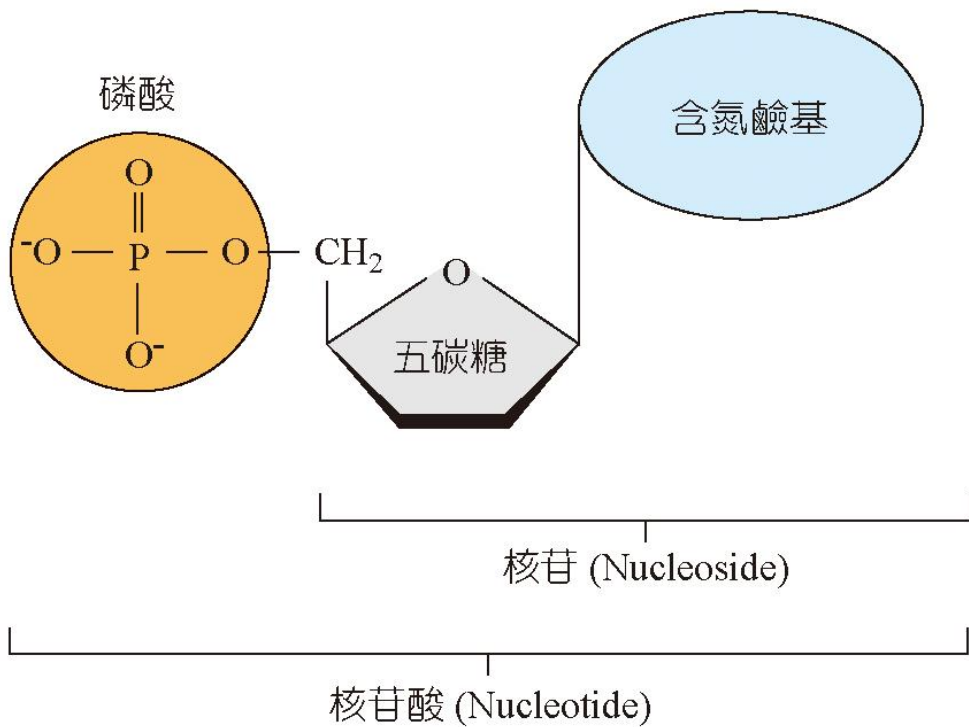 磷酸
含氮鹼基
O
⁻O — P — O — CH₂
O
O⁻
五碳糖
核苷 (Nucleoside)
核苷酸 (Nucleotide)